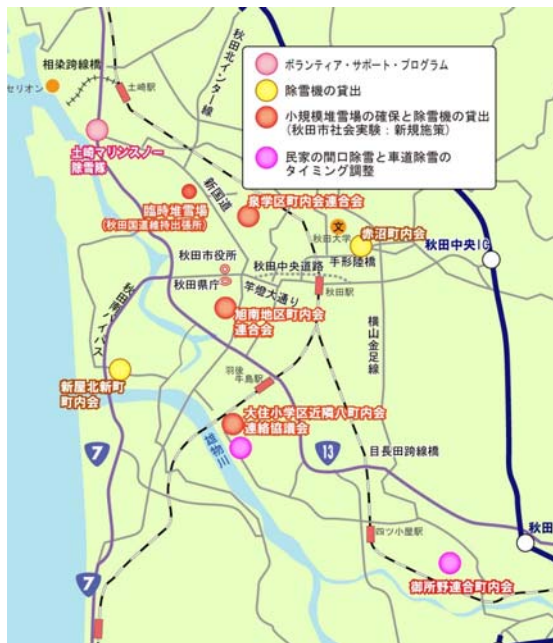 相染跨線橋
セリオン
土崎駅
秋田北インター線
ボランティア・サポート・プログラム
除雪機の貸出
小規模堆雪場の確保と除雪機の貸出
(秋田市社会実験:新規施策)
民家の間口除雪と車道除雪の
タイミング調整
土崎マリンスノー
除雪隊
新国道
臨時堆雪場
(秋田国道維持出張所)
泉学区町内会連合会
文
秋田大学
赤沼町内会
手形陸橋
秋田中央IC
秋田市役所
秋田県庁
秋田中央道路
竿燈大通り
秋田駅
秋田南バイパス
旭南地区町内会
連合会
横山金足線
羽後
牛島駅
新屋北新町
町内会
大住小学区近隣八町内会
連絡協議会
雄物川
7
13
目長田跨線橋
秋田
四ツ小屋駅
御所野連合町内会
7